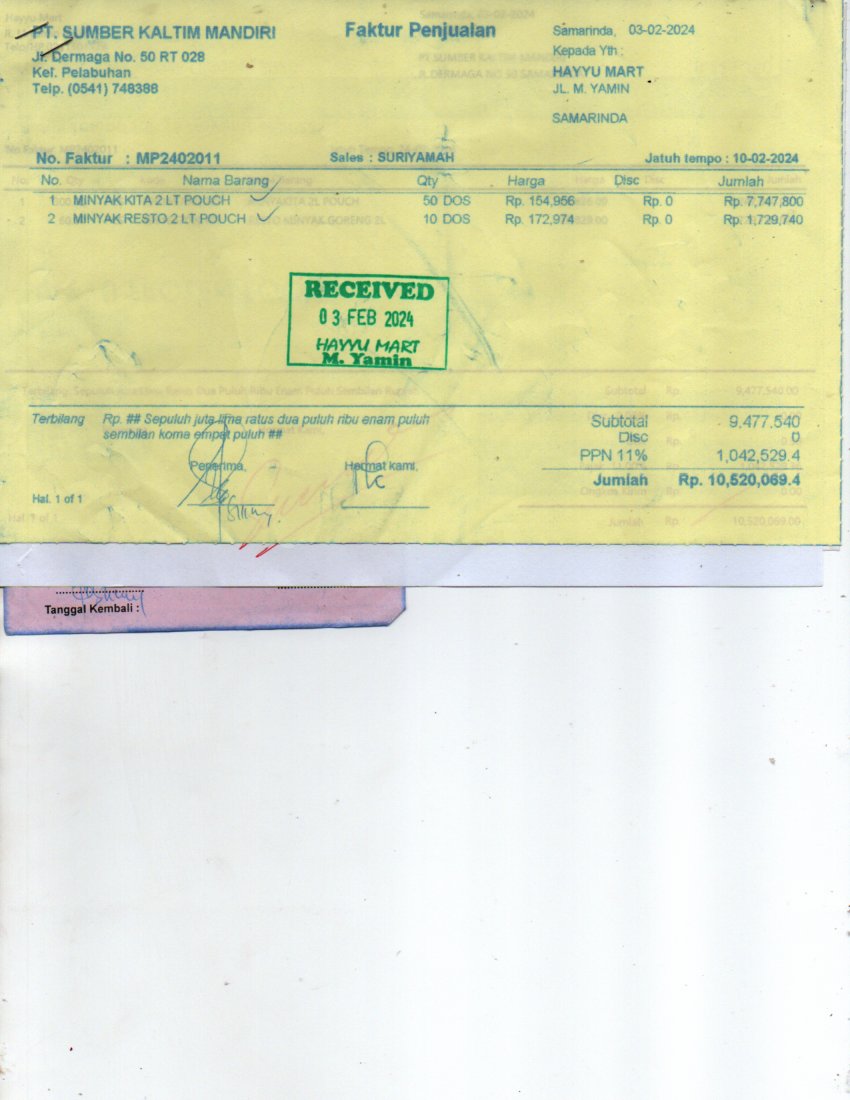 PT. SUMBER KALTIM MANDIRI
Jl. Dermaga No. 50 RT 028
Kel. Pelabuhan
Telp. (0541) 748388
Faktur Penjualan
Samarinda, 03-02-2024
Kepada Yth :
HAYYU MART
JL. M. YAMIN
SAMARINDA
No. Faktur : MP2402011 Sales : SURIYAMAH Jatuh tempo : 10-02-2024
No. Nama Barang Qty Harga Disc Jumlah
1 MINYAK KITA 2 LT POUCH 50 DOS Rp. 154,956 Rp. 0 Rp. 7,747,800
2 MINYAK RESTO 2 LT POUCH 10 DOS Rp. 172,974 Rp. 0 Rp. 1,729,740
RECEIVED
03 FEB 2024
HAYYU MART
M. Yamin
Terbilang Rp. ## Sepuluh juta lima ratus dua puluh ribu enam puluh
sembilan koma empat puluh ##
Subtotal 9,477,540
Disc 0
PPN 11% 1,042,529.4
Jumlah Rp. 10,520,069.4
Penerima, Hormat kami,
Hal. 1 of 1
Tanggal Kembali :